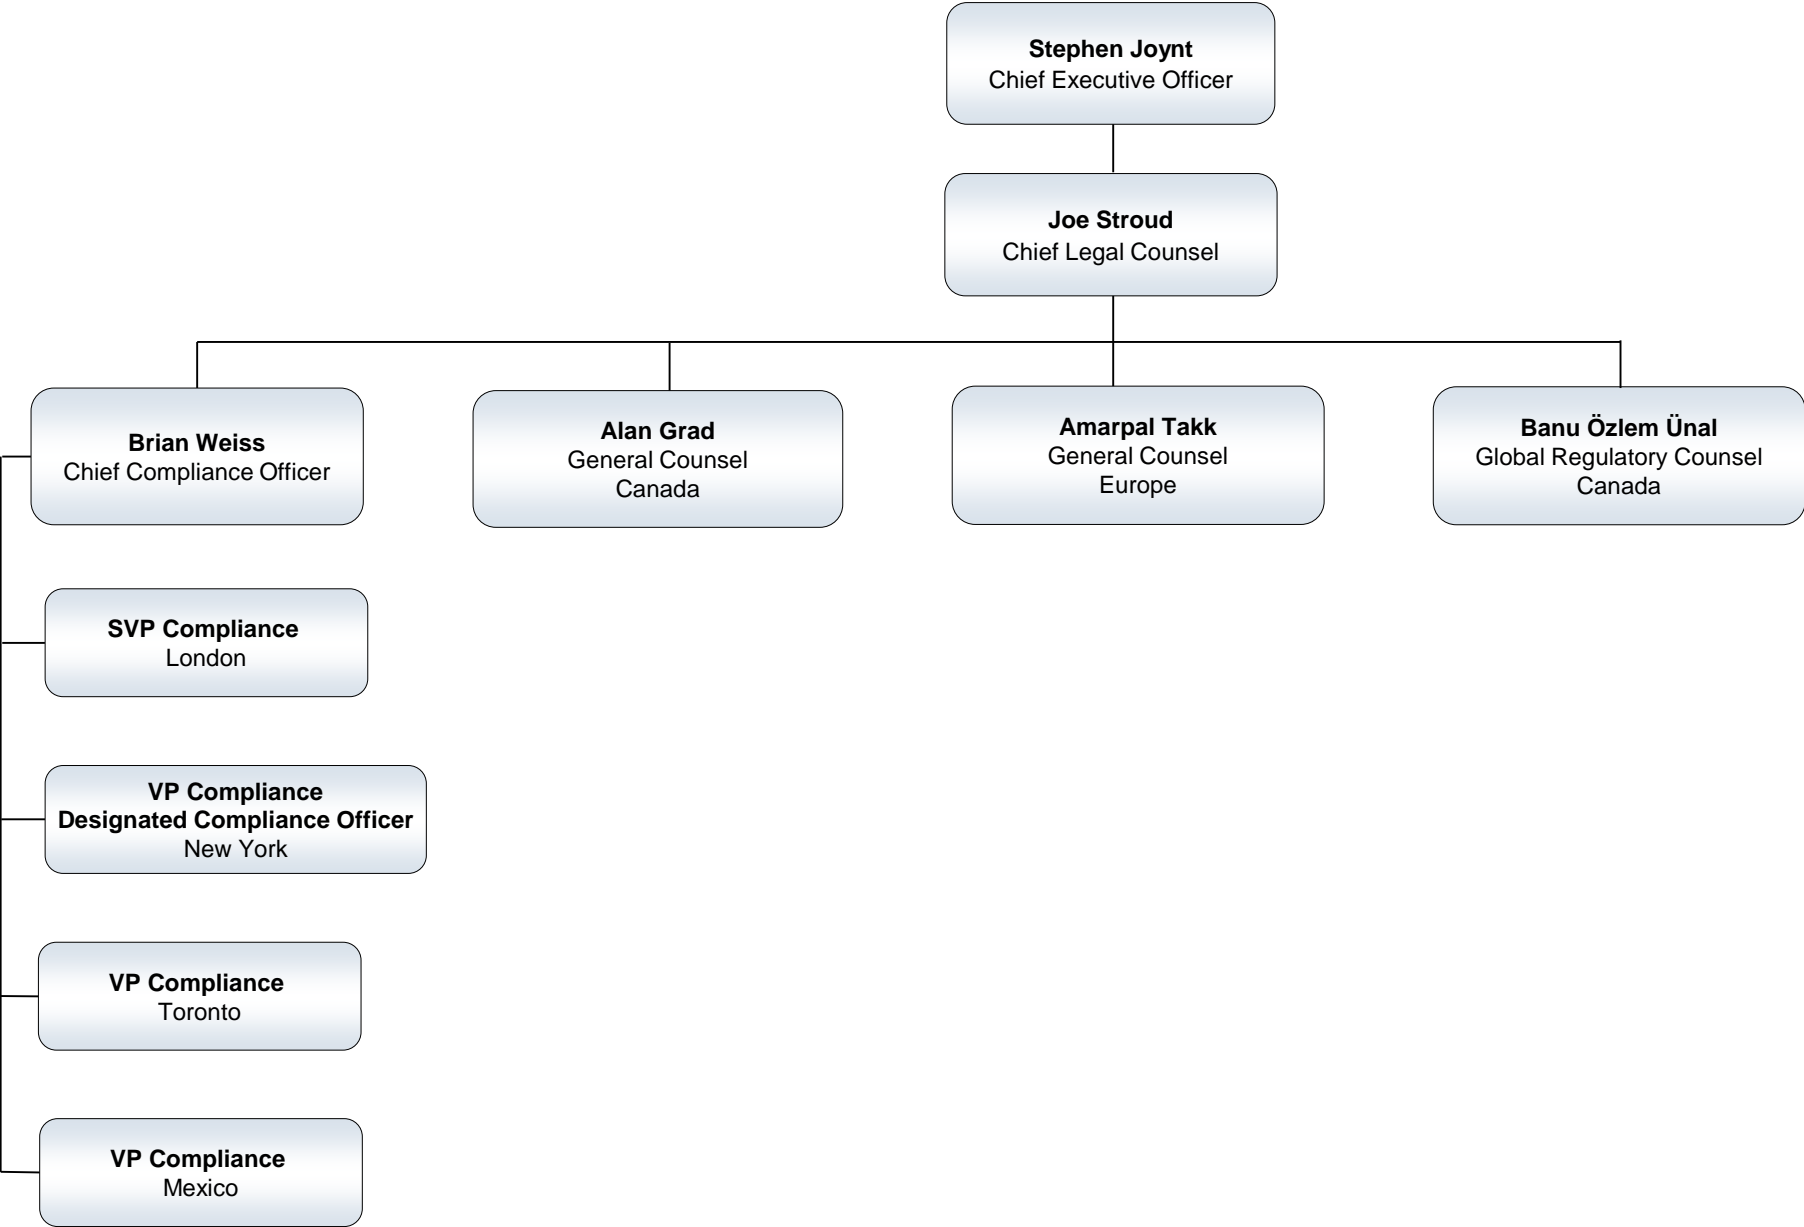 Stephen Joynt
Chief Executive Officer
Joe Stroud
Chief Legal Counsel
Brian Weiss
Chief Compliance Officer
Alan Grad
General Counsel
Canada
Amarpal Takk
General Counsel
Europe
Banu Özlem Ünal
Global Regulatory Counsel
Canada
SVP Compliance
London
VP Compliance
Designated Compliance Officer
New York
VP Compliance
Toronto
VP Compliance
Mexico